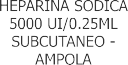 HEPARINA SODICA
5000 UI/0.25ML
SUBCUTANEO -
AMPOLA